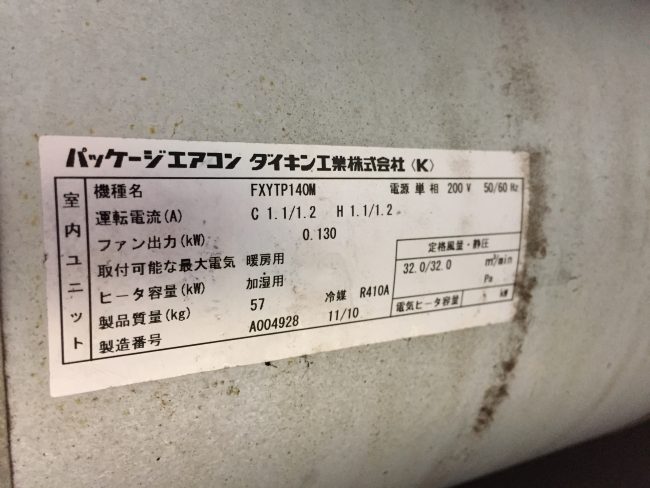 パッケージエアコン ダイキン工業株式会社〈K〉
室内ユニット
機種名 FXYTP140M 電源 単相 200 V 50/60 Hz
運転電流(A) C 1.1/1.2 H 1.1/1.2
ファン出力(kW) 0.130
定格風量・静圧
取付可能な最大電気 暖房用
32.0/32.0 m³/min
ヒータ容量(kW) 加湿用
Pa
製品質量(kg) 57 冷媒 R410A
電気ヒータ容量 kW
製造番号 A004928 11/10